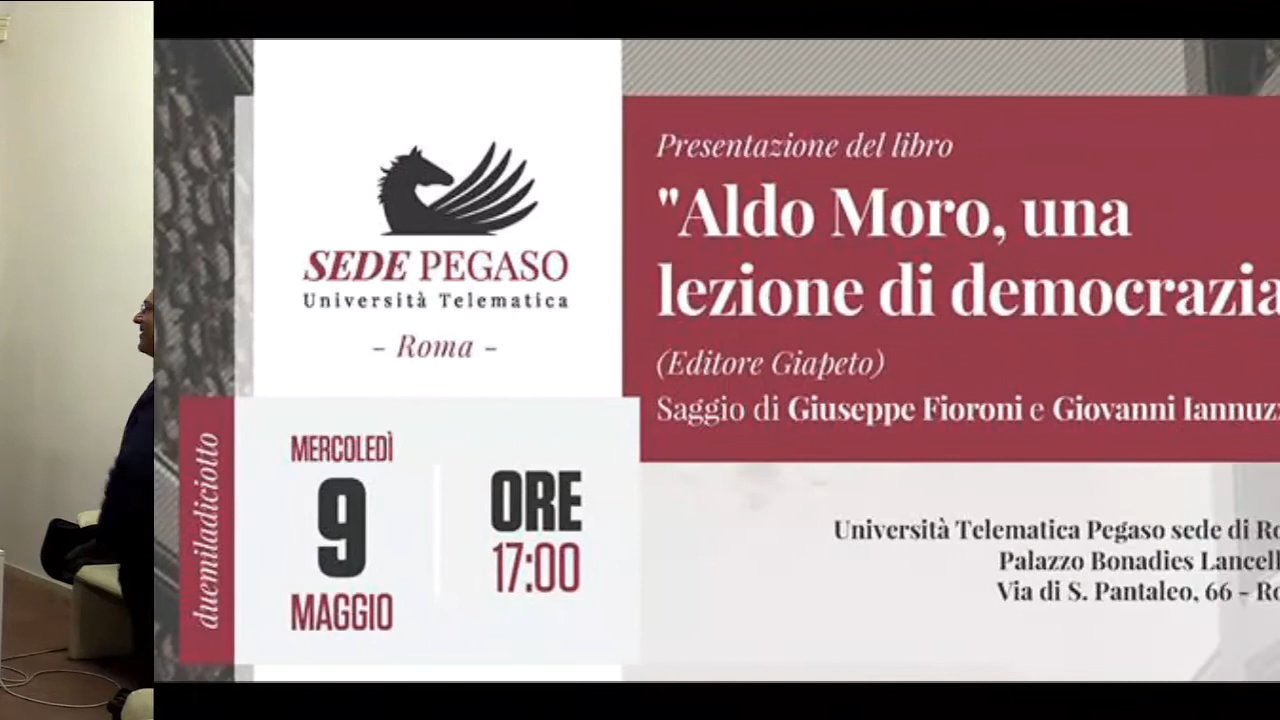 SEDE PEGASO
Università Telematica
- Roma -
duemiladiciotto
MERCOLEDÌ
9
MAGGIO
ORE
17:00
Presentazione del libro
"Aldo Moro, una
lezione di democrazia
(Editore Giapeto)
Saggio di Giuseppe Fioroni e Giovanni
Università Telematica Pegaso sede di
Palazzo Bonadies
Via di S. Pantaleo, 66 -